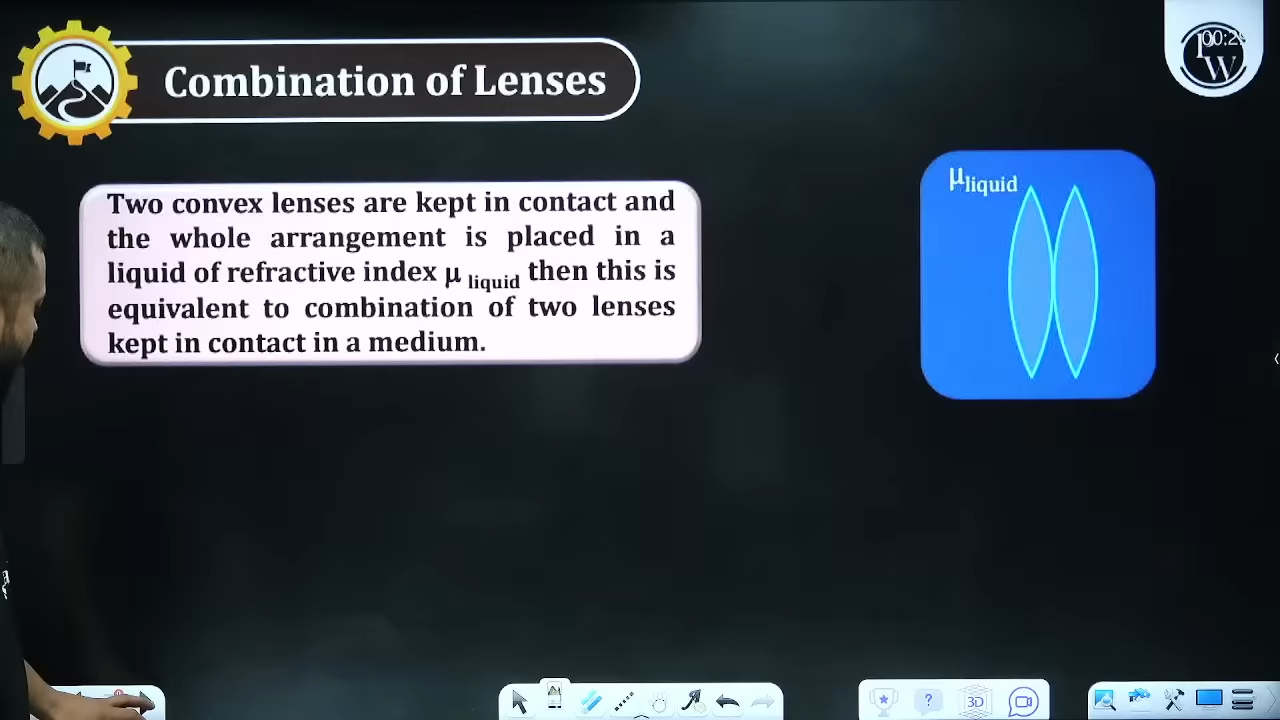 Combination of Lenses
Two convex lenses are kept in contact and
the whole arrangement is placed in a
liquid of refractive index μ liquid then this is
equivalent to combination of two lenses
kept in contact in a medium.
μliquid
W
?
3D